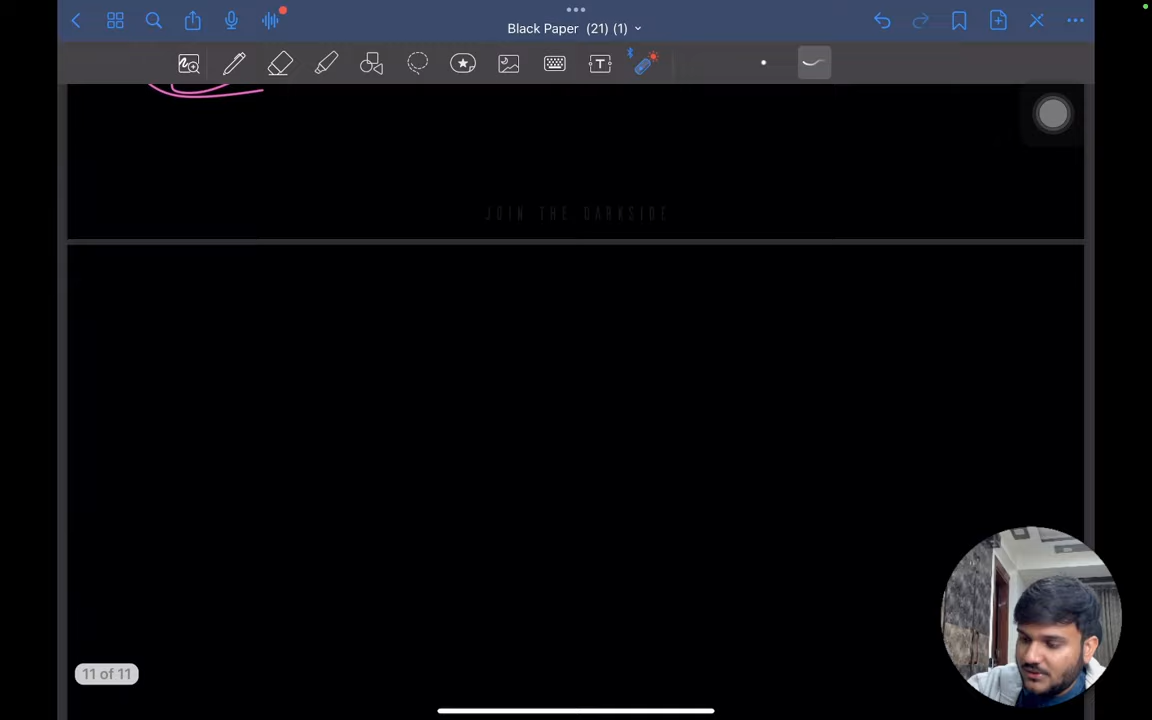 Black Paper (21) (1)
T
JOIN THE DARKSIDE
11 of 11